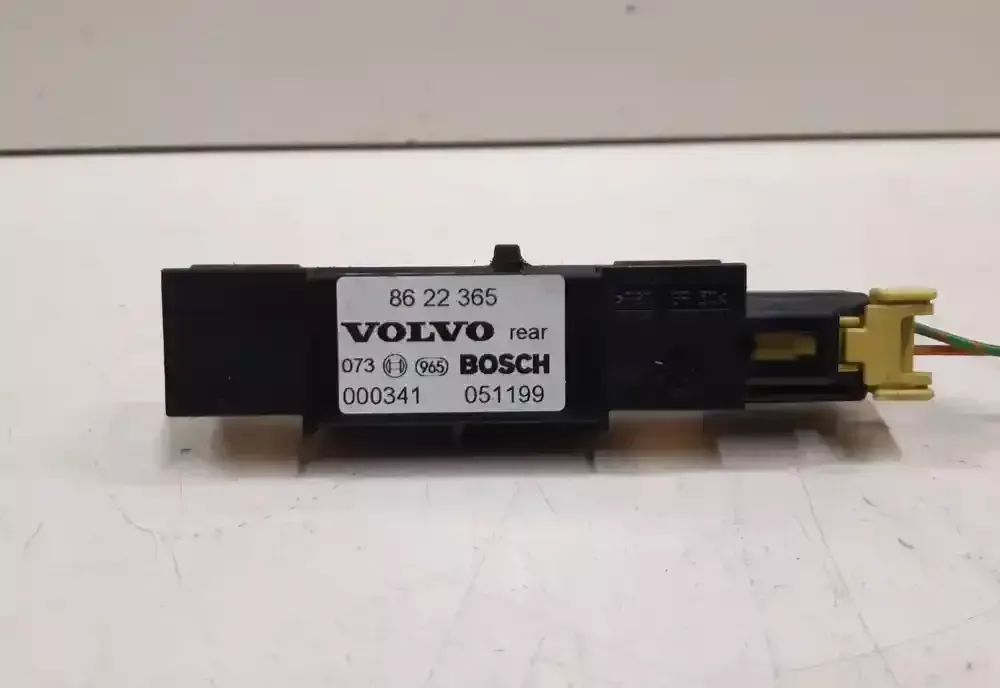 86 22 365
VOLVO rear
073 965 BOSCH
000341 051199